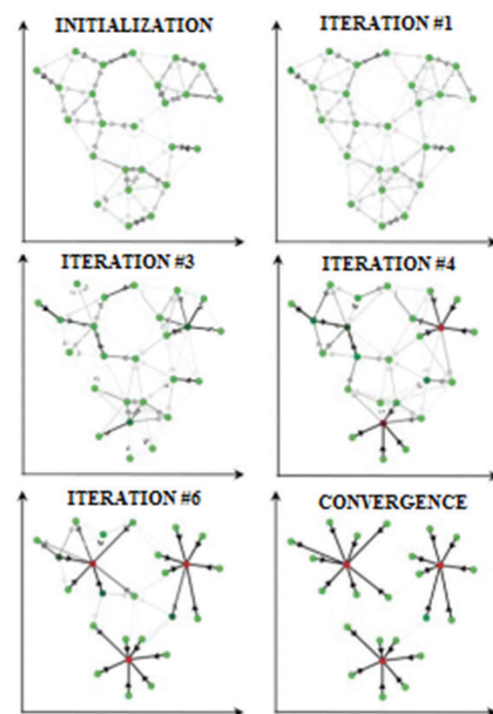 INITIALIZATION
ITERATION #1
ITERATION #3
ITERATION #4
ITERATION #6
CONVERGENCE